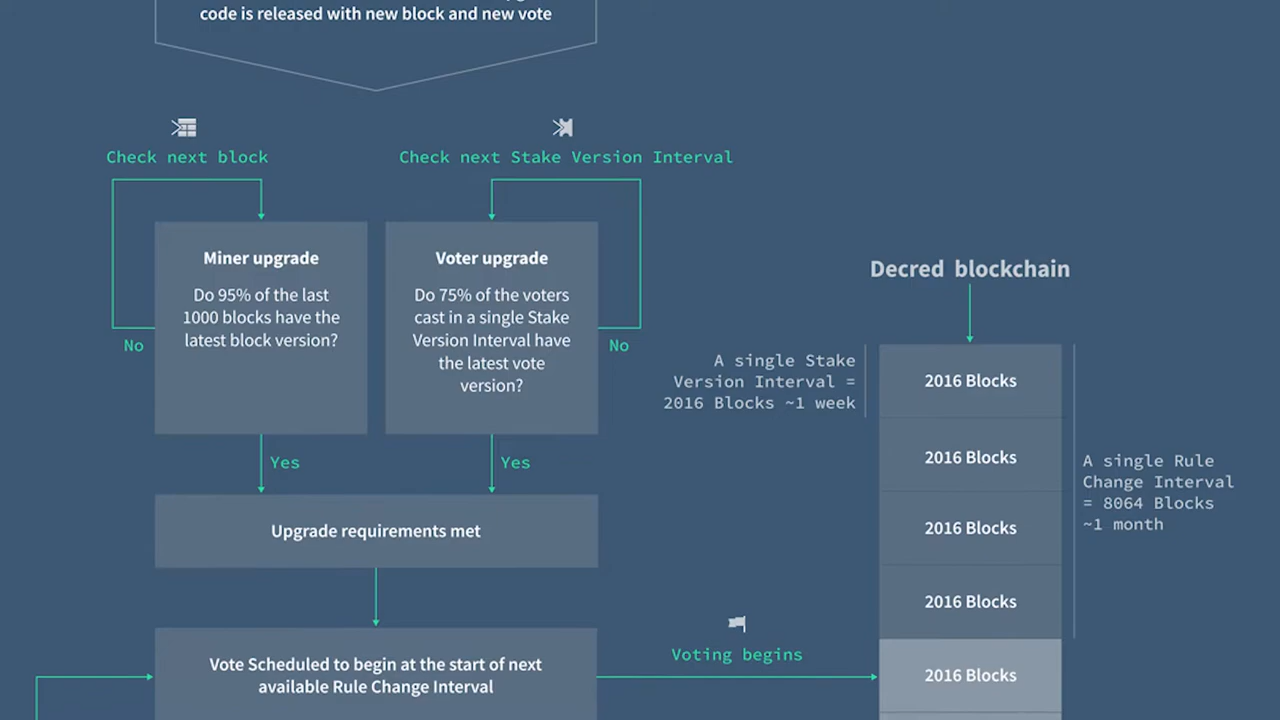 code is released with new block and new vote
Check next block
Check next Stake Version Interval
Miner upgrade
Do 95% of the last
1000 blocks have the
latest block version?
No
Yes
Voter upgrade
Do 75% of the voters
cast in a single Stake
Version Interval have
the latest vote
version?
No
Yes
Upgrade requirements met
Vote Scheduled to begin at the start of next
available Rule Change Interval
Voting begins
Decred blockchain
A single Stake
Version Interval =
2016 Blocks ~1 week
2016 Blocks
2016 Blocks
2016 Blocks
2016 Blocks
2016 Blocks
A single Rule
Change Interval
= 8064 Blocks
~1 month